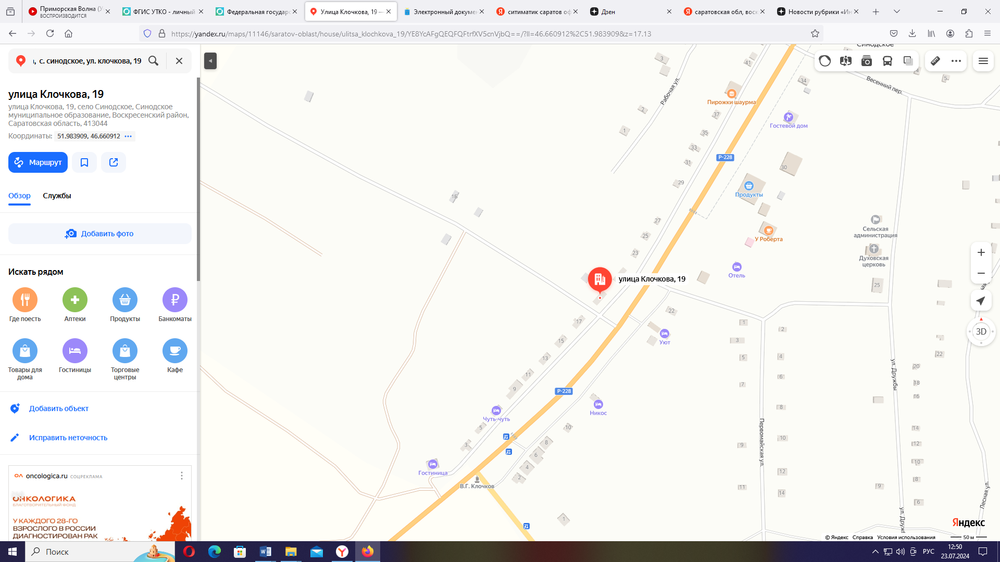 Приморская Волна (
ВОСПРОИЗВОДИТСЯ
ФГИС УТКО - личный
Федеральная государс
Улица Клочкова, 19 —
Электронный докумен
ситиматик саратов оф
Дзен
саратовская обл, воск
Новости рубрики «Ин
https://yandex.ru/maps/11146/saratov-oblast/house/ulitsa_klochkova_19/YE8YcAFgQEQFQFtrfXV5cnVjbQ==/?ll=46.660912%2C51.983909&z=17.13
с. синодское, ул. клочкова, 19
улица Клочкова, 19
улица Клочкова, 19, село Синодское, Синодское
муниципальное образование, Воскресенский район,
Саратовская область, 413044
Координаты: 51.983909, 46.660912
Маршрут
Обзор
Службы
Добавить фото
Искать рядом
Где поесть
Аптеки
Продукты
Банкоматы
Товары для
дома
Гостиницы
Торговые
центры
Кафе
Добавить объект
Исправить неточность
oncologica.ru СОЦРЕКЛАМА
ОНКОЛОГИКА
БЛАГОТВОРИТЕЛЬНЫЙ ФОНД
У КАЖДОГО 28-ГО
ВЗРОСЛОГО В РОССИИ
ДИАГНОСТИРОВАН РАК
Синодское
3
41
4
5
34
Весенний пер.
Рабочая ул.
Пирожки шаурма
2
37
Гостевой дом
1
35
33
Р-228
31
30
29
Продукты
1Б
27
Сельская
администрация
25
У Роберта
23
Духовская
церковь
Отель
улица Клочкова, 19
25
3D
22
17
1
2
Уют
15
3
13
5
4
22
11
6
ул. Дружбы
20
9
7
18
Р-228
16
Никос
8
Чуть-чуть
5
10
Первомайская ул.
14
3
8
9
10
12
6
10
Гостиница
4
12
2
8
В.Г. Клочков
11
14
9
Лесная ул.
6
1
ул. Друж
Яндекс
© Яндекс Справка Условия использования
50 м
Поиск
РУС
12:50
23.07.2024